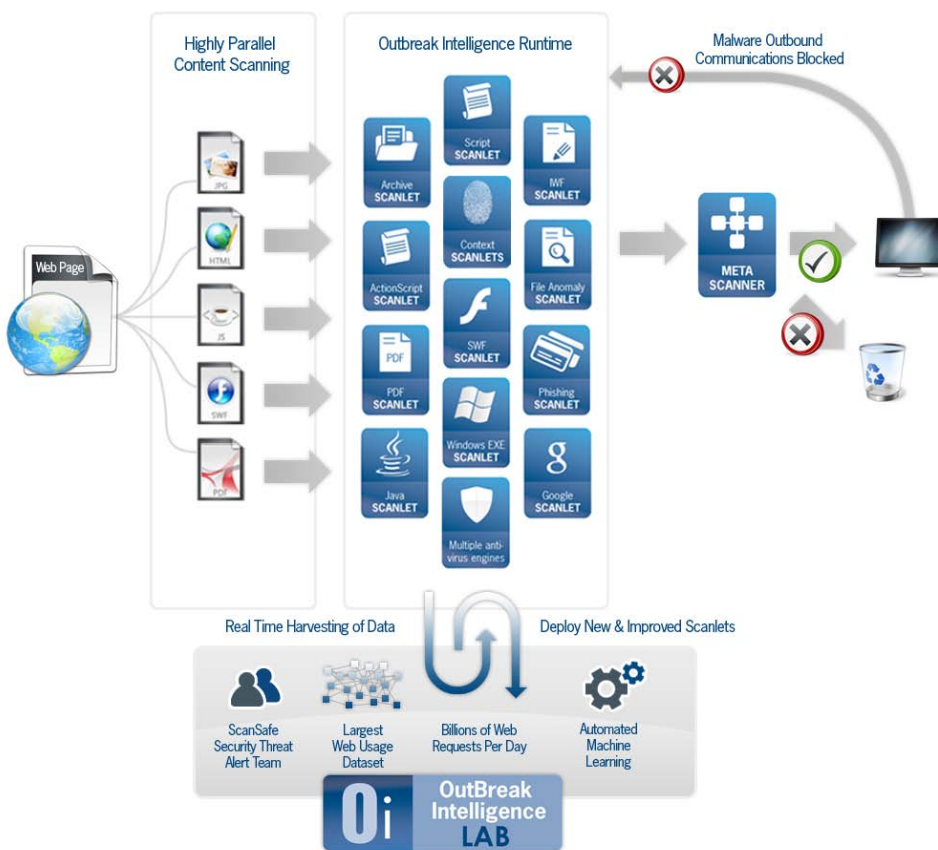 Highly Parallel
Content Scanning
Outbreak Intelligence Runtime
Malware Outbound
Communications Blocked
Web Page
JPG
HTML
JS
SWF
PDF
Script
SCANLET
Archive
SCANLET
IWF
SCANLET
Context
SCANLETS
ActionScript
SCANLET
File Anomaly
SCANLET
SWF
SCANLET
PDF
PDF
SCANLET
Phishing
SCANLET
Windows EXE
SCANLET
Java
SCANLET
g
Google
SCANLET
Multiple anti-
virus engines
META
SCANNER
Real Time Harvesting of Data
Deploy New & Improved Scanlets
ScanSafe
Security Threat
Alert Team
Largest
Web Usage
Dataset
Billions of Web
Requests Per Day
Automated
Machine
Learning
Oi
OutBreak
Intelligence
LAB